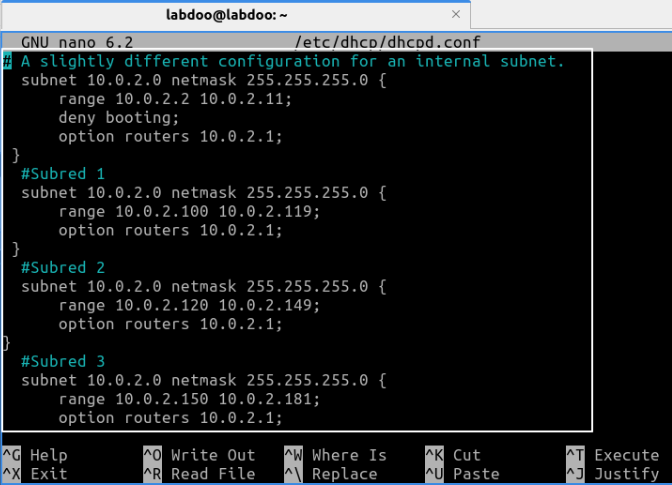 labdoo@labdoo: ~ ×
GNU nano 6.2 /etc/dhcp/dhcpd.conf
# A slightly different configuration for an internal subnet.
subnet 10.0.2.0 netmask 255.255.255.0 {
range 10.0.2.2 10.0.2.11;
deny booting;
option routers 10.0.2.1;
}
#Subred 1
subnet 10.0.2.0 netmask 255.255.255.0 {
range 10.0.2.100 10.0.2.119;
option routers 10.0.2.1;
}
#Subred 2
subnet 10.0.2.0 netmask 255.255.255.0 {
range 10.0.2.120 10.0.2.149;
option routers 10.0.2.1;
}
#Subred 3
subnet 10.0.2.0 netmask 255.255.255.0 {
range 10.0.2.150 10.0.2.181;
option routers 10.0.2.1;
^G Help ^O Write Out ^W Where Is ^K Cut ^T Execute
^X Exit ^R Read File ^\ Replace ^U Paste ^J Justify